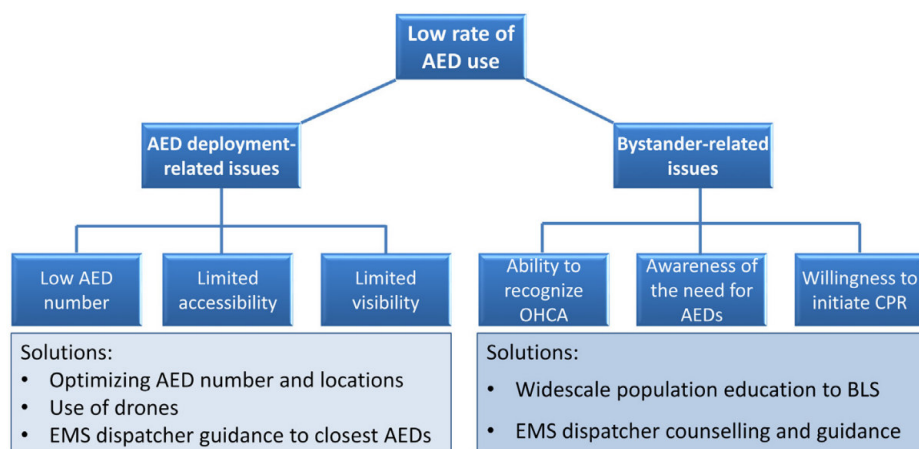 Low rate of
AED use
AED deployment-
related issues
Bystander-related
issues
Low AED
number
Limited
accessibility
Limited
visibility
Ability to
recognize
OHCA
Awareness of
the need for
AEDs
Willingness to
initiate CPR
Solutions:
• Optimizing AED number and locations
• Use of drones
• EMS dispatcher guidance to closest AEDs
Solutions:
• Widescale population education to BLS
• EMS dispatcher counselling and guidance